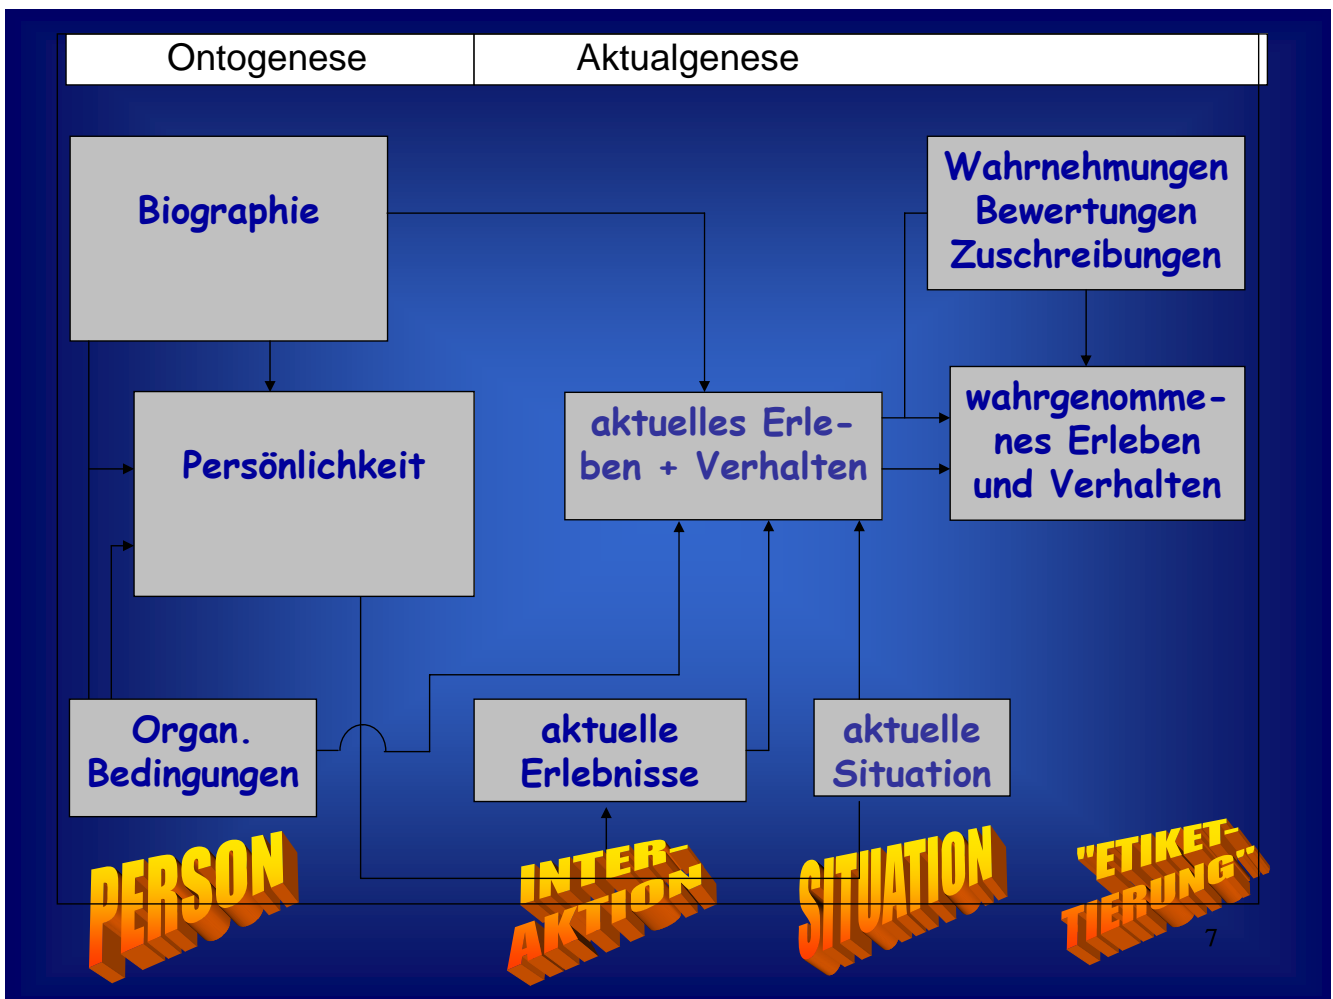 Ontogenese
Aktualgenese
Biographie
Wahrnehmungen
Bewertungen
Zuschreibungen
Persönlichkeit
aktuelles Erle-
ben + Verhalten
wahrgenomme-
nes Erleben
und Verhalten
Organ.
Bedingungen
aktuelle
Erlebnisse
aktuelle
Situation
PERSON
INTER-
AKTION
SITUATION
"ETIKET-
TIERUNG"
7